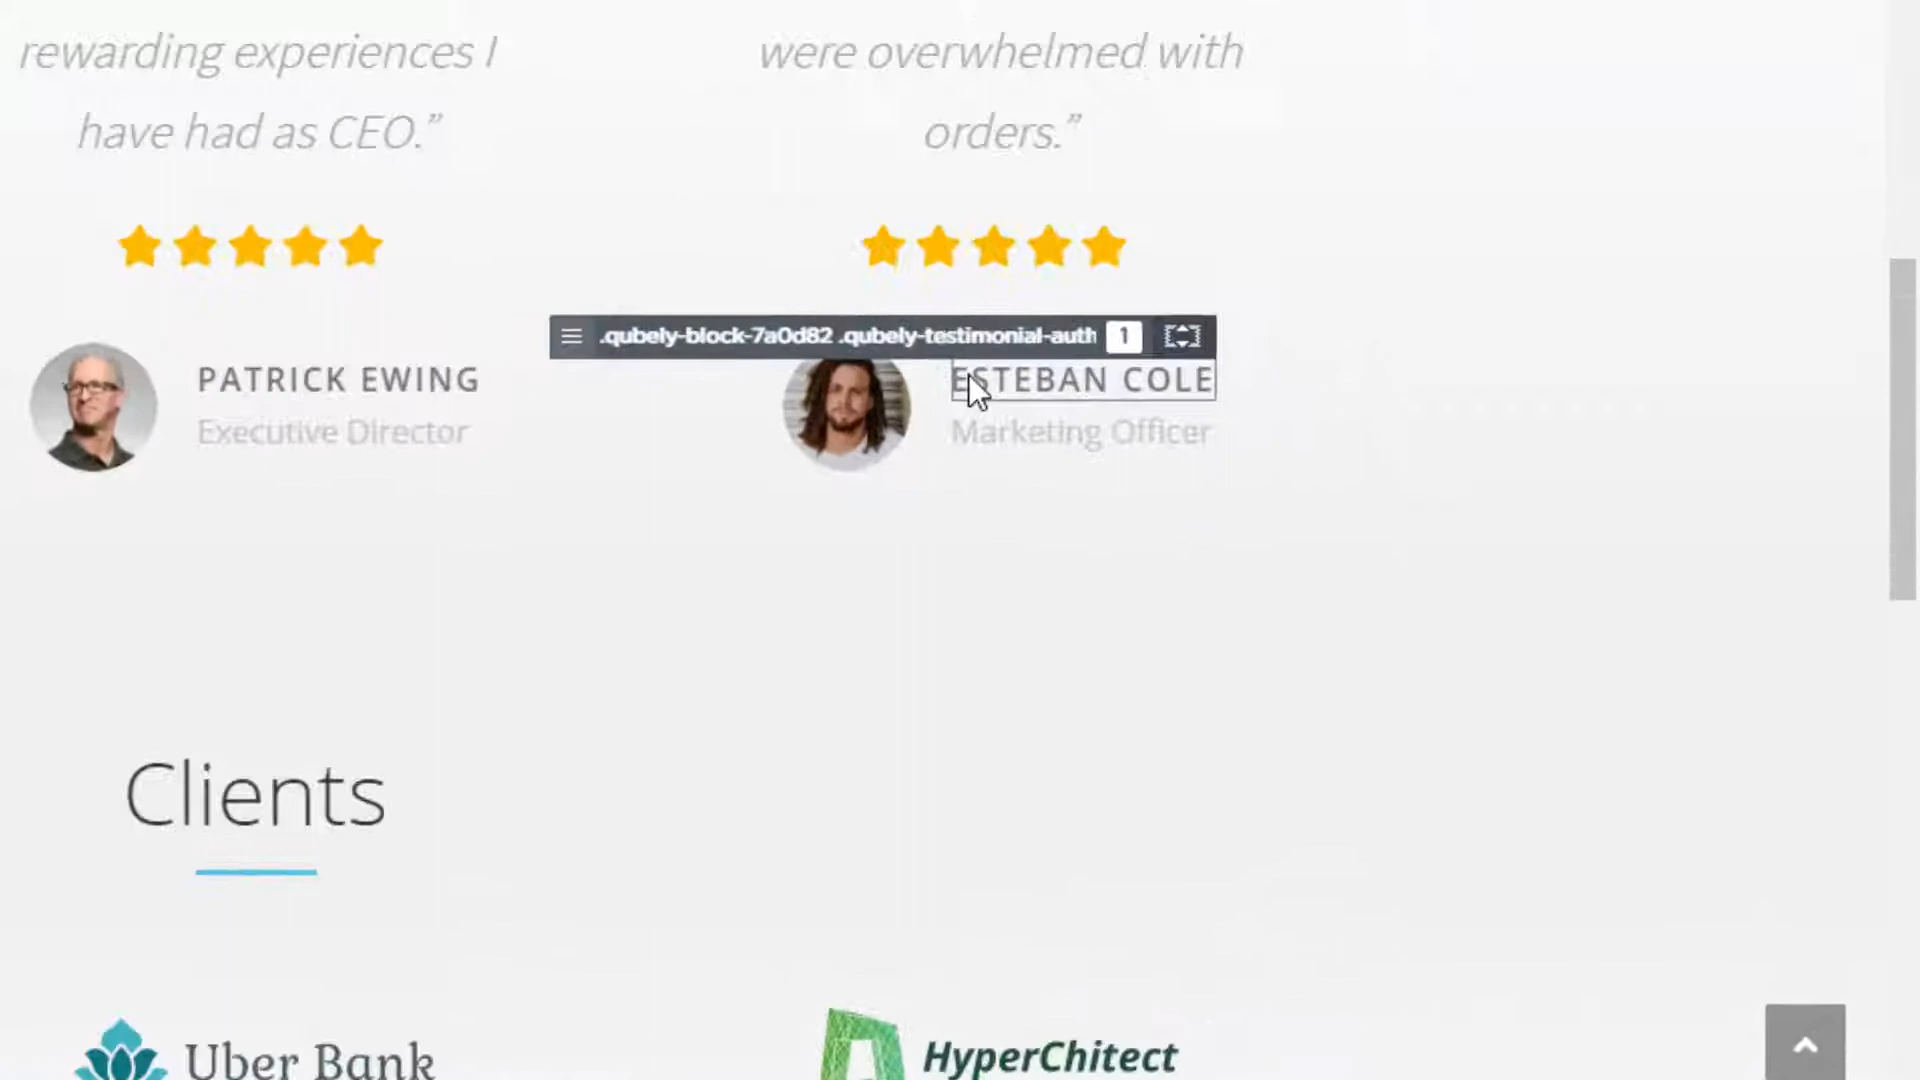 rewarding experiences I
have had as CEO.”
were overwhelmed with
orders.”
.qubely-block-7a0d82 .qubely-testimonial-auth 1
PATRICK EWING
Executive Director
ESTEBAN COLE
Marketing Officer
Clients
Uber Bank
HyperChitect